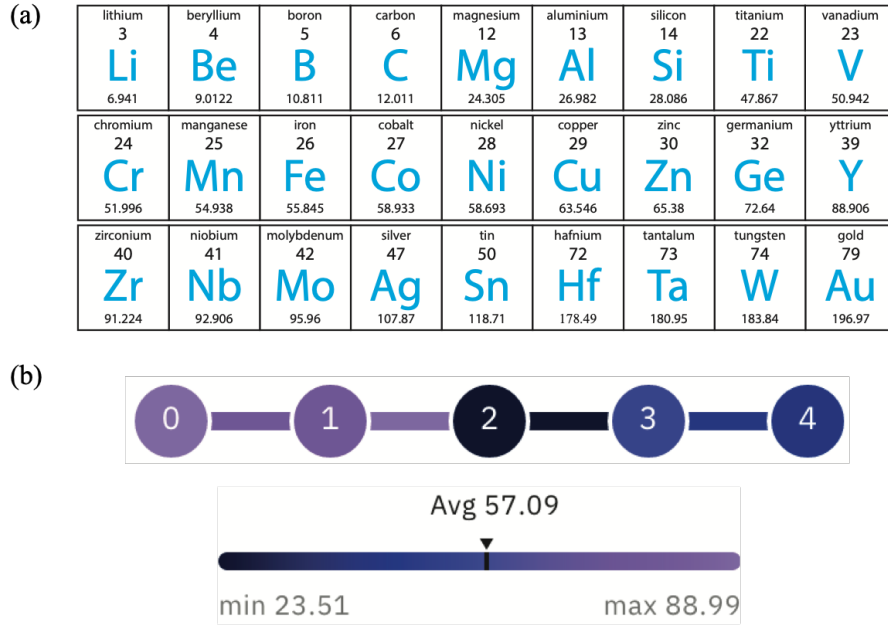 (a)
lithium beryllium boron carbon magnesium aluminium silicon titanium vanadium
3 4 5 6 12 13 14 22 23
Li Be B C Mg Al Si Ti V
6.941 9.0122 10.811 12.011 24.305 26.982 28.086 47.867 50.942
chromium manganese iron cobalt nickel copper zinc germanium yttrium
24 25 26 27 28 29 30 32 39
Cr Mn Fe Co Ni Cu Zn Ge Y
51.996 54.938 55.845 58.933 58.693 63.546 65.38 72.64 88.906
zirconium niobium molybdenum silver tin hafnium tantalum tungsten gold
40 41 42 47 50 72 73 74 79
Zr Nb Mo Ag Sn Hf Ta W Au
91.224 92.906 95.96 107.87 118.71 178.49 180.95 183.84 196.97
(b)
0 1 2 3 4
Avg 57.09
min 23.51 max 88.99